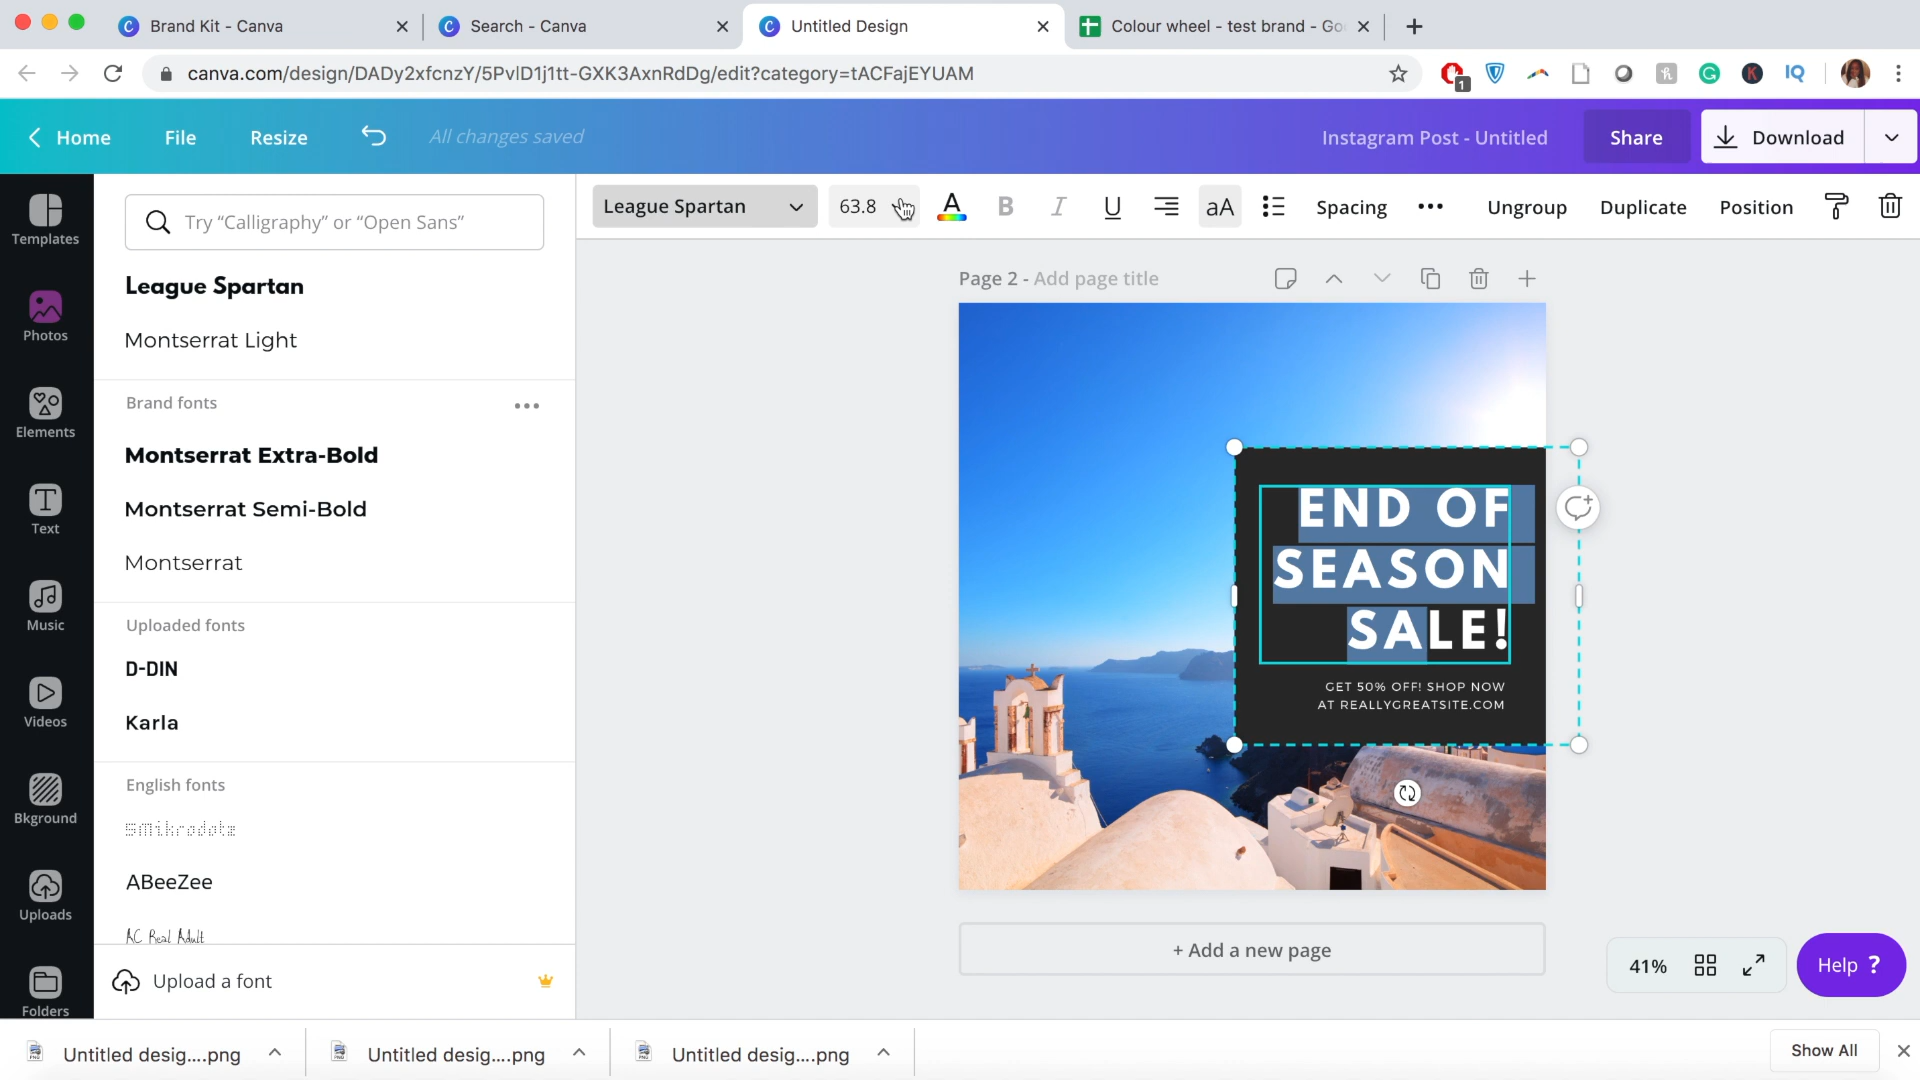 Brand Kit - Canva
Search - Canva
Untitled Design
Colour wheel - test brand - Go
canva.com/design/DADy2xfcnzY/5PvlD1j1tt-GXK3AxnRdDg/edit?category=tACFajEYUAM
1
IQ
Home
File
Resize
All changes saved
Instagram Post - Untitled
Share
Download
Templates
Photos
Elements
Text
Music
Videos
Bkground
Uploads
Folders
Try “Calligraphy” or “Open Sans”
League Spartan
Montserrat Light
Brand fonts
Montserrat Extra-Bold
Montserrat Semi-Bold
Montserrat
Uploaded fonts
D-DIN
Karla
English fonts
smikrodotz
ABeeZee
AC Real Adult
Upload a font
League Spartan
63.8
A
B
I
U
aA
Spacing
Ungroup
Duplicate
Position
Page 2 - Add page title
END OF
SEASON
SALE!
GET 50% OFF! SHOP NOW
AT REALLYGREATSITE.COM
+ Add a new page
41%
Help ?
Untitled desig....png
Untitled desig....png
Untitled desig....png
Show All